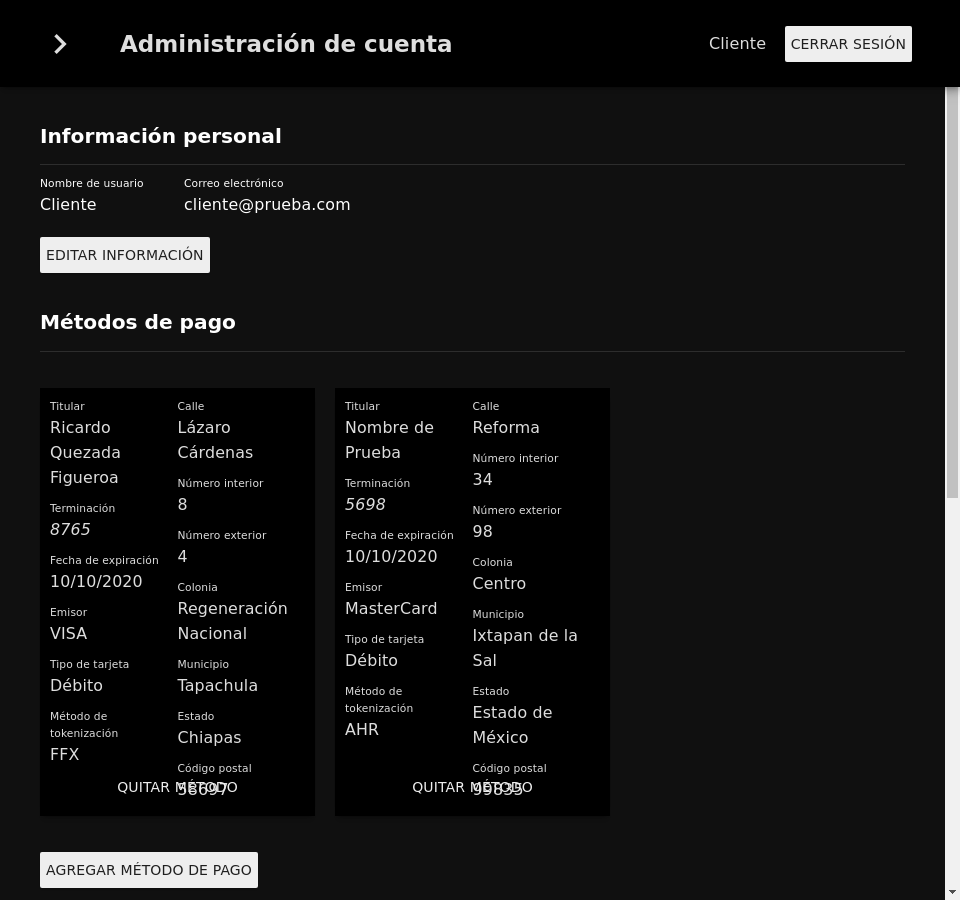 Administración de cuenta
Cliente
CERRAR SESIÓN
Información personal
Nombre de usuario
Cliente
Correo electrónico
cliente@prueba.com
EDITAR INFORMACIÓN
Métodos de pago
Titular
Ricardo
Quezada
Figueroa
Terminación
8765
Fecha de expiración
10/10/2020
Emisor
VISA
Tipo de tarjeta
Débito
Método de
tokenización
FFX
Calle
Lázaro
Cárdenas
Número interior
8
Número exterior
4
Colonia
Regeneración
Nacional
Municipio
Tapachula
Estado
Chiapas
Código postal
58697
QUITAR MÉTODO
Titular
Nombre de
Prueba
Terminación
5698
Fecha de expiración
10/10/2020
Emisor
MasterCard
Tipo de tarjeta
Débito
Método de
tokenización
AHR
Calle
Reforma
Número interior
34
Número exterior
98
Colonia
Centro
Municipio
Ixtapan de la
Sal
Estado
Estado de
México
Código postal
99835
QUITAR MÉTODO
AGREGAR MÉTODO DE PAGO